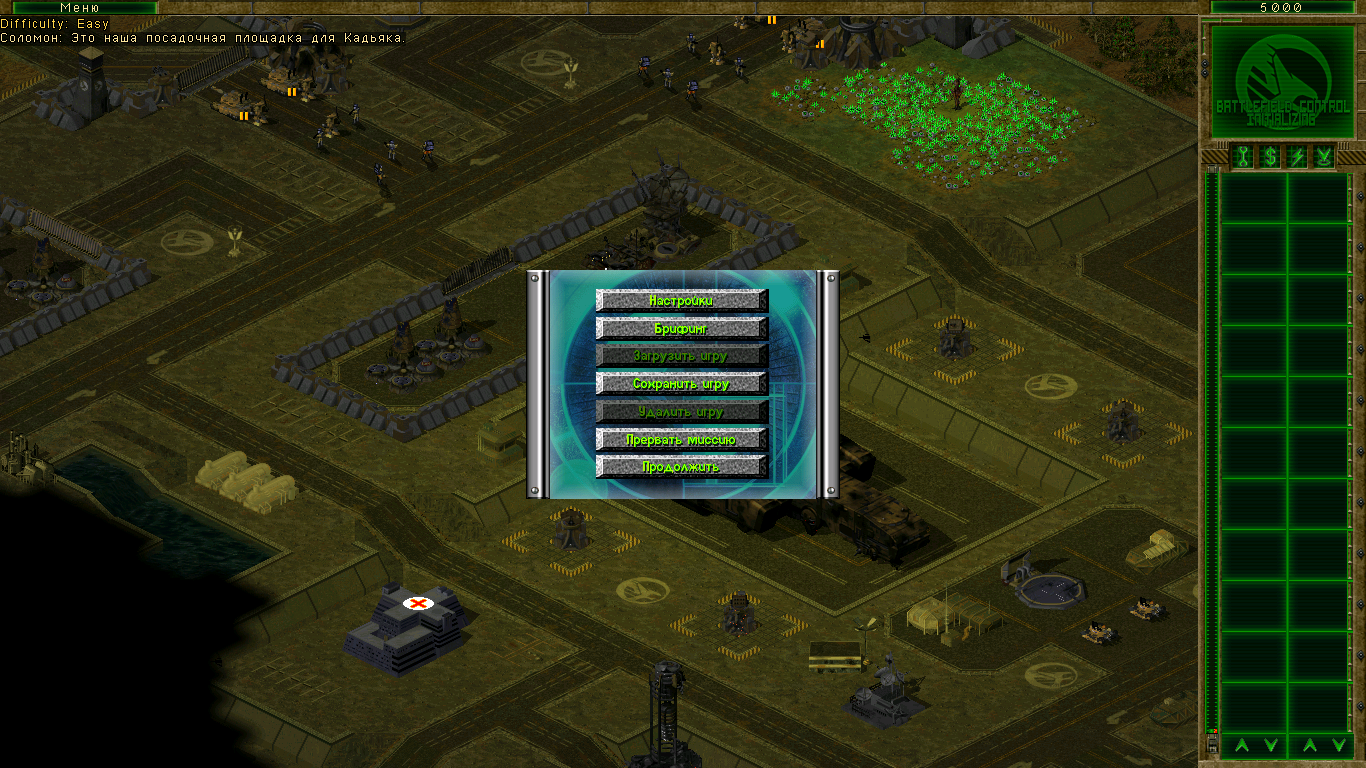 Меню
5000
Difficulty: Easy
Соломон: Это наша посадочная площадка для Кадьяка.
BATTLEFIELD CONTROL
INITIALIZING
Настройки
Брифинг
Загрузить игру
Сохранить игру
Удалить игру
Прервать миссию
Продолжить